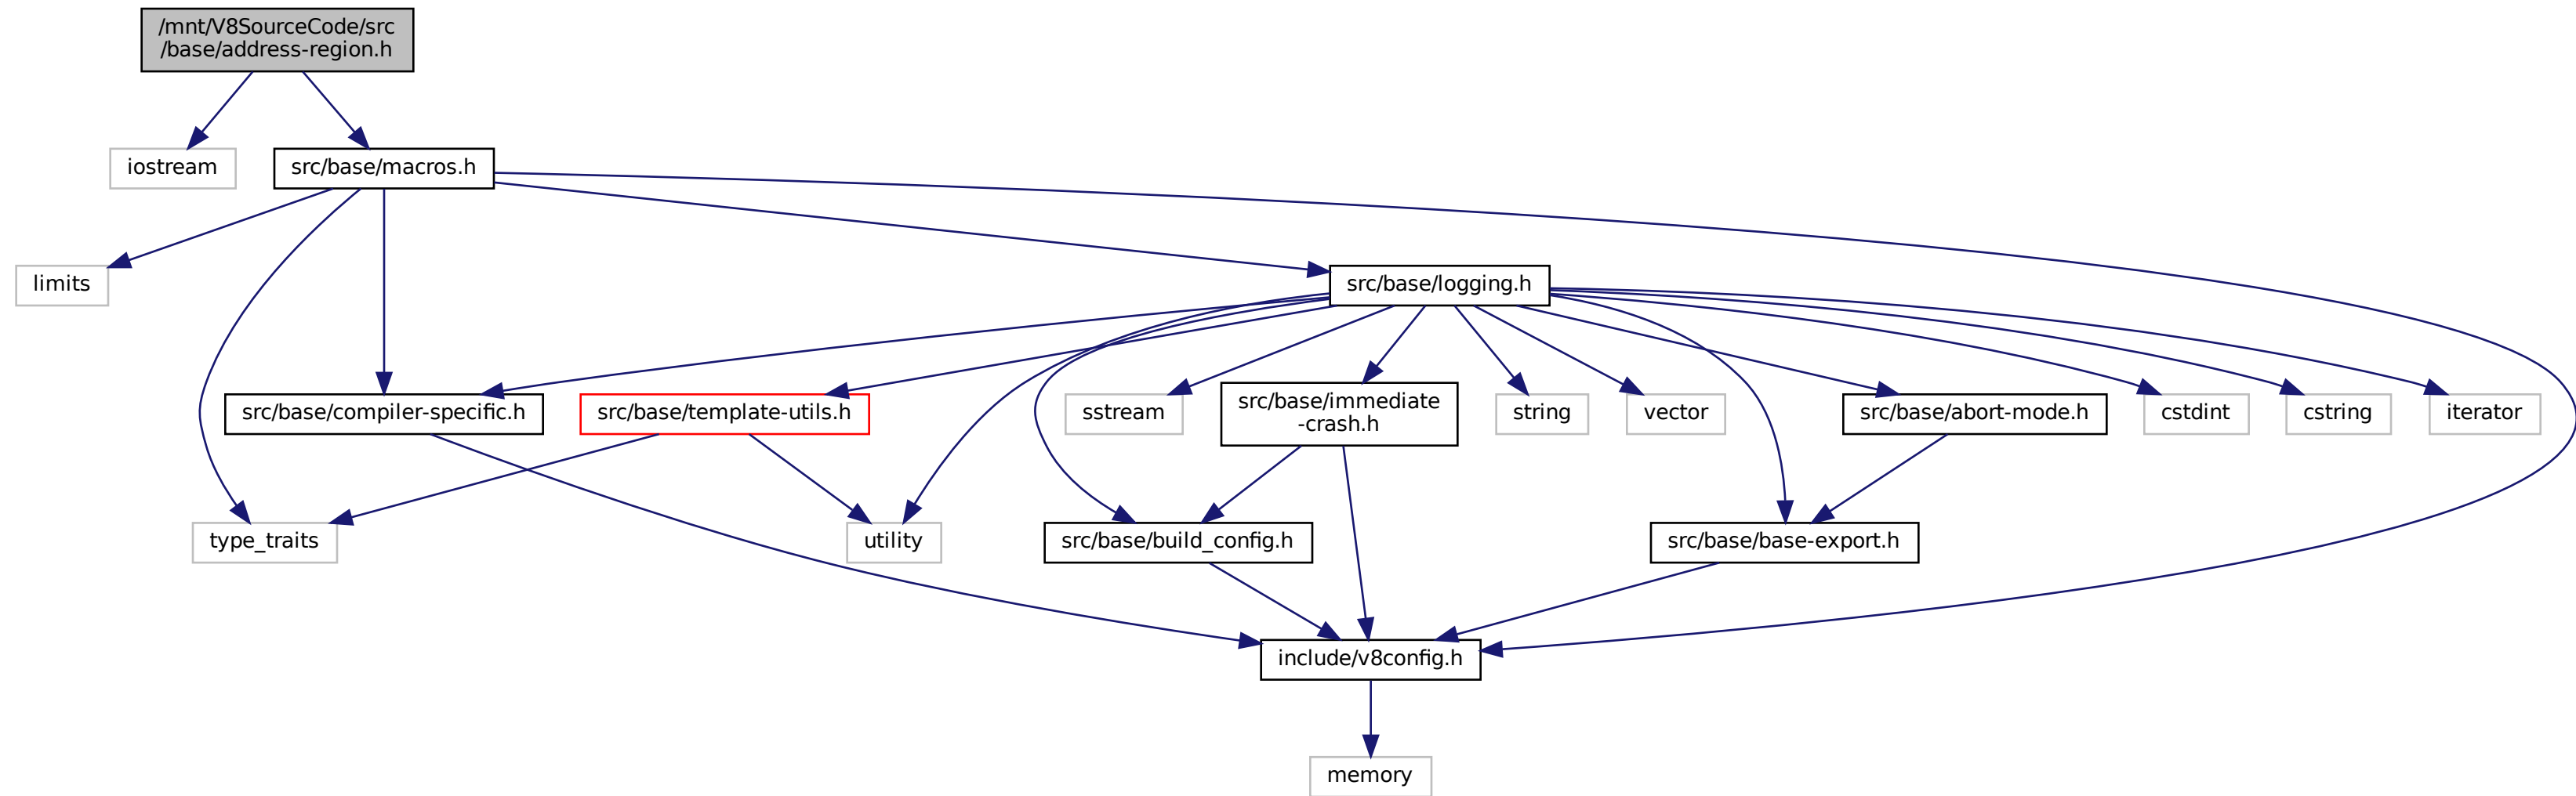 /mnt/V8SourceCode/src
/base/address-region.h
iostream
src/base/macros.h
limits
src/base/logging.h
src/base/compiler-specific.h
src/base/template-utils.h
sstream
src/base/immediate
-crash.h
string
vector
src/base/abort-mode.h
cstdint
cstring
iterator
type_traits
utility
src/base/build_config.h
src/base/base-export.h
include/v8config.h
memory